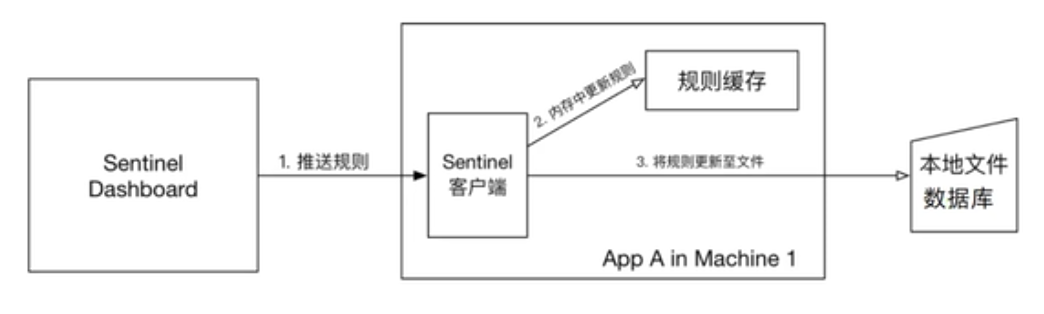 Sentinel
Dashboard
1. 推送规则
Sentinel
客户端
2. 内存中更新规则
规则缓存
3. 将规则更新至文件
本地文件
数据库
App A in Machine 1